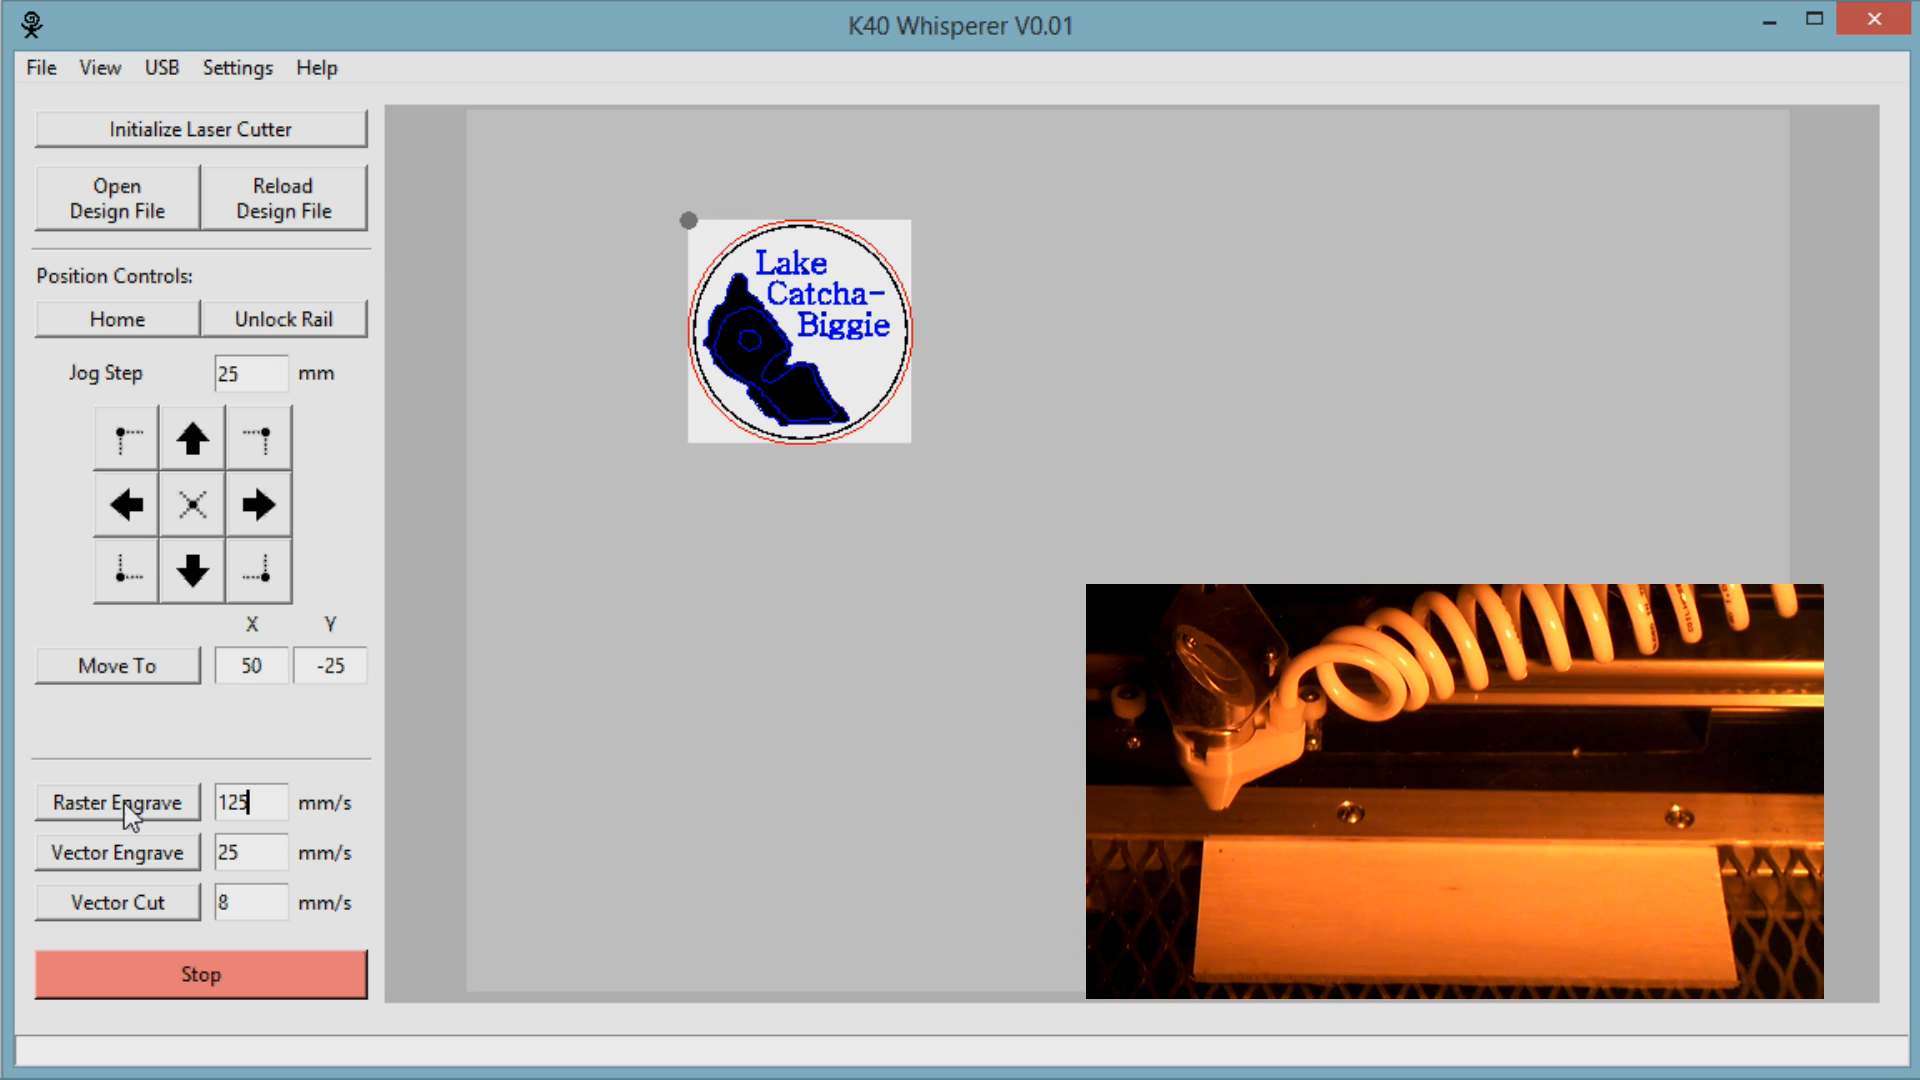 K40 Whisperer V0.01
File View USB Settings Help
Initialize Laser Cutter
Open
Design File
Reload
Design File
Position Controls:
Home
Unlock Rail
Jog Step 25 mm
X Y
Move To 50 -25
Raster Engrave 125 mm/s
Vector Engrave 25 mm/s
Vector Cut 8 mm/s
Stop
Lake
Catcha-
Biggie